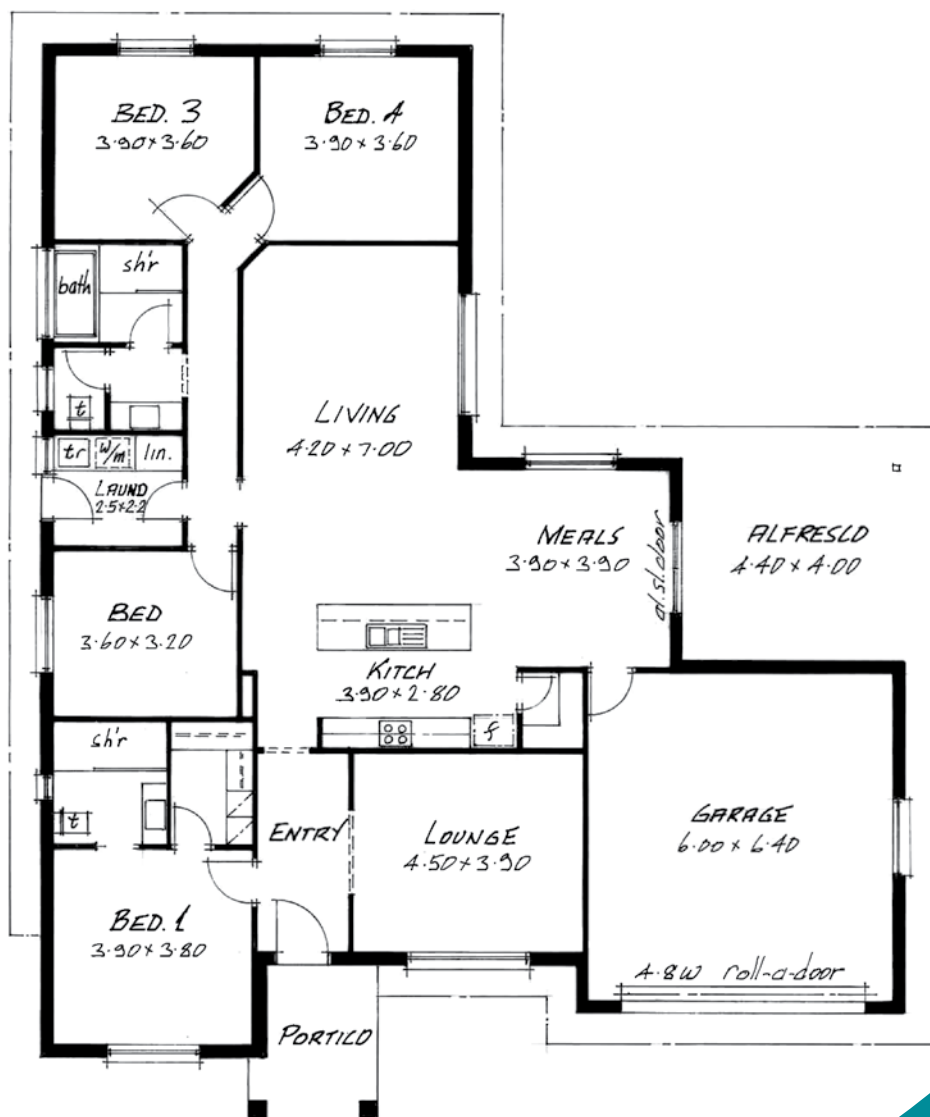 BED. 3
3.90 x 3.60
BED. 4
3.90 x 3.60
bath
sh'r
t
LIVING
4.20 x 7.00
tr
w/m
lin.
LAUND
2.5 x 2.2
MEALS
3.90 x 3.90
al.sl.door
ALFRESCO
4.40 x 4.00
BED
3.60 x 3.20
KITCH
3.90 x 2.80
f
sh'r
t
ENTRY
LOUNGE
4.50 x 3.90
GARAGE
6.00 x 6.40
BED. 1
3.90 x 3.80
4.8W roll-a-door
PORTICO